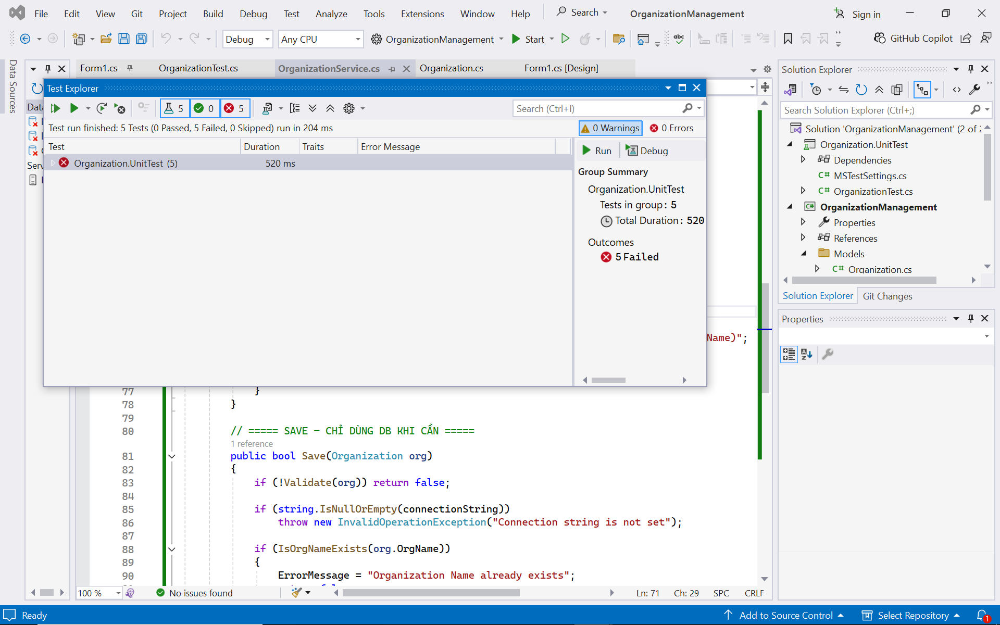 File Edit View Git Project Build Debug Test Analyze Tools Extensions Window Help Search OrganizationManagement Sign in
Debug Any CPU OrganizationManagement Start abc GitHub Copilot
Data Sources
Form1.cs OrganizationTest.cs OrganizationService.cs Organization.cs Form1.cs [Design]
Test Explorer
5 0 5 Search (Ctrl+I)
Test run finished: 5 Tests (0 Passed, 5 Failed, 0 Skipped) run in 204 ms 0 Warnings 0 Errors
Test Duration Traits Error Message
Organization.UnitTest (5) 520 ms
Run Debug
Group Summary
Organization.UnitTest
Tests in group: 5
Total Duration: 520
Outcomes
5 Failed
Name)";
77 }
78 }
79
80 // ===== SAVE - CHỈ DÙNG DB KHI CẦN =====
1 reference
81 public bool Save(Organization org)
82 {
83 if (!Validate(org)) return false;
84
85 if (string.IsNullOrEmpty(connectionString))
86 throw new InvalidOperationException("Connection string is not set");
87
88 if (IsOrgNameExists(org.OrgName))
89 {
90 ErrorMessage = "Organization Name already exists";
100 % No issues found Ln: 71 Ch: 29 SPC CRLF
Solution Explorer
Search Solution Explorer (Ctrl+;)
Solution 'OrganizationManagement' (2 of
Organization.UnitTest
Dependencies
C# MSTestSettings.cs
C# OrganizationTest.cs
C# OrganizationManagement
Properties
References
Models
C# Organization.cs
Solution Explorer Git Changes
Properties
Ready Add to Source Control Select Repository 1